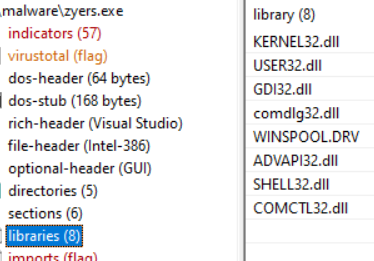 \malware\zyers.exe
indicators (57)
virustotal (flag)
dos-header (64 bytes)
dos-stub (168 bytes)
rich-header (Visual Studio)
file-header (Intel-386)
optional-header (GUI)
directories (5)
sections (6)
libraries (8)
imports (flag)
library (8)
KERNEL32.dll
USER32.dll
GDI32.dll
comdlg32.dll
WINSPOOL.DRV
ADVAPI32.dll
SHELL32.dll
COMCTL32.dll